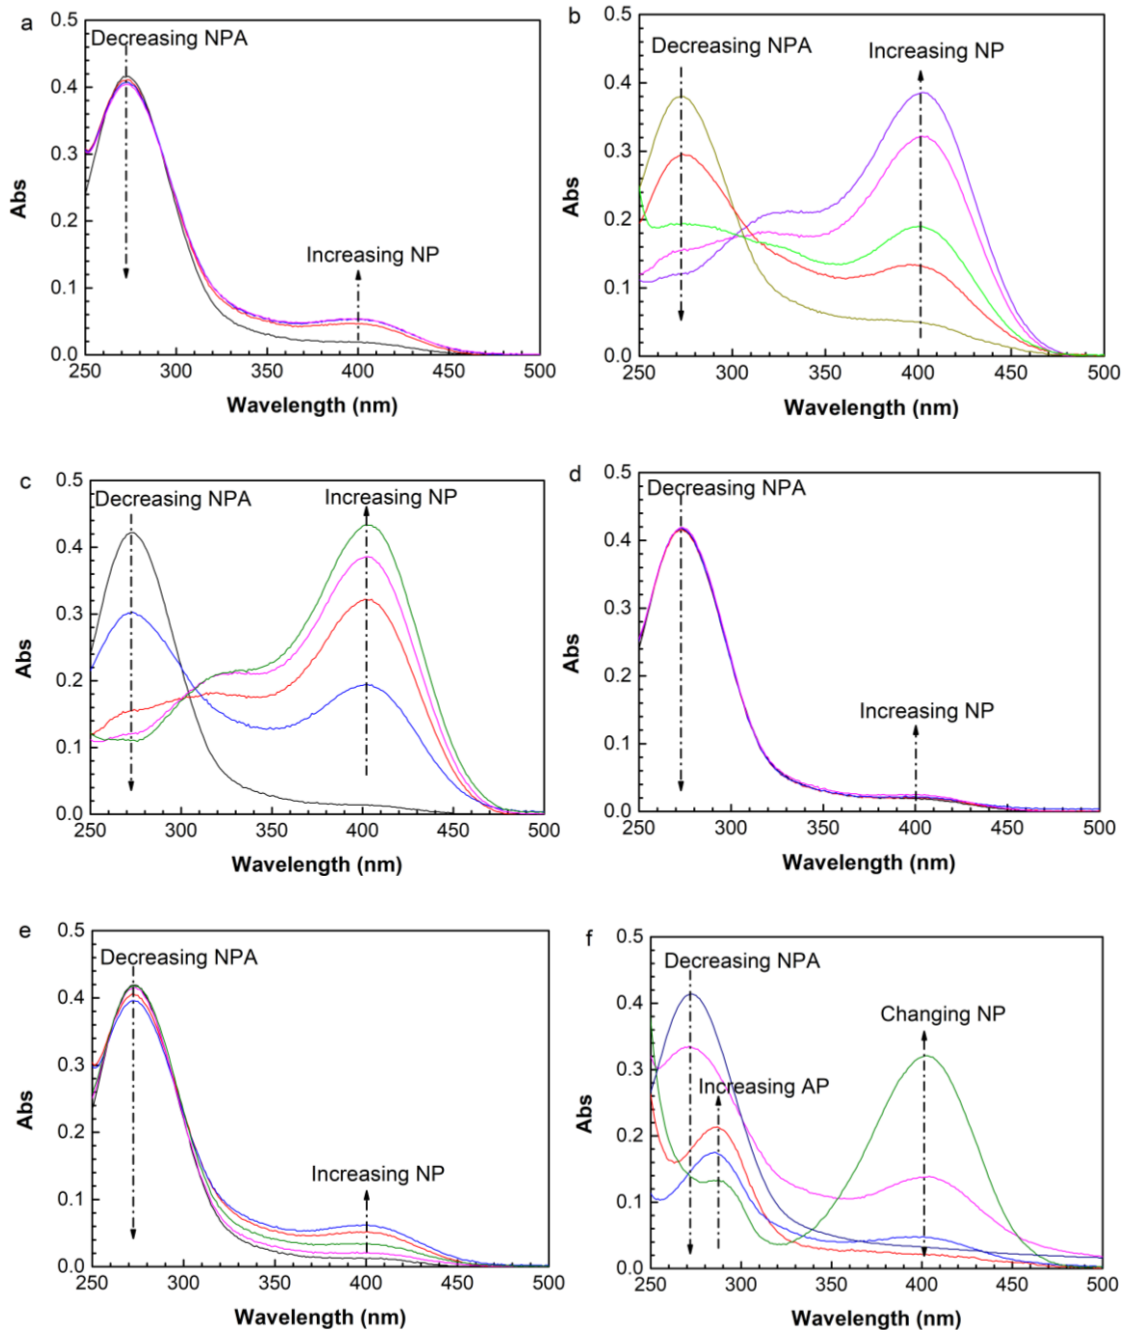 a
0.5
0.4
0.3
0.2
0.1
0.0
Abs
Decreasing NPA
Increasing NP
250 300 350 400 450 500
Wavelength (nm)
b
0.5
0.4
0.3
0.2
0.1
0.0
Abs
Decreasing NPA
Increasing NP
250 300 350 400 450 500
Wavelength (nm)
c
0.5
0.4
0.3
0.2
0.1
0.0
Abs
Decreasing NPA
Increasing NP
250 300 350 400 450 500
Wavelength (nm)
d
0.5
0.4
0.3
0.2
0.1
0.0
Abs
Decreasing NPA
Increasing NP
250 300 350 400 450 500
Wavelength (nm)
e
0.5
0.4
0.3
0.2
0.1
0.0
Abs
Decreasing NPA
Increasing NP
250 300 350 400 450 500
Wavelength (nm)
f
0.5
0.4
0.3
0.2
0.1
0.0
Abs
Decreasing NPA
Changing NP
Increasing AP
250 300 350 400 450 500
Wavelength (nm)